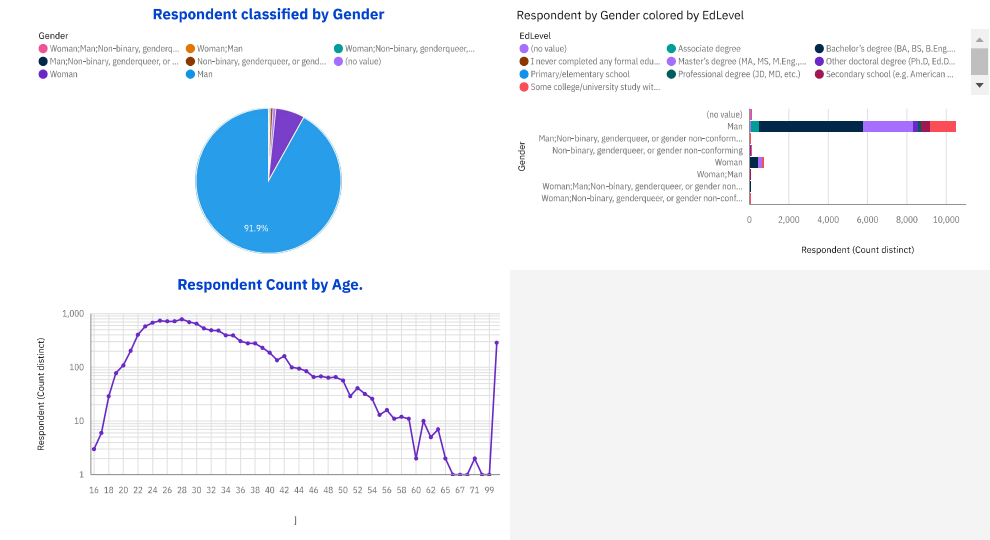 Respondent classified by Gender
Gender
Woman;Man;Non-binary, genderq...
Woman;Man
Woman;Non-binary, genderqueer,...
Man;Non-binary, genderqueer, or ...
Non-binary, genderqueer, or gend...
(no value)
Woman
Man
91.9%
Respondent by Gender colored by EdLevel
EdLevel
(no value)
Associate degree
Bachelor's degree (BA, BS, B.Eng....
I never completed any formal edu...
Master's degree (MA, MS, M.Eng.,...
Other doctoral degree (Ph.D, Ed.D...
Primary/elementary school
Professional degree (JD, MD, etc.)
Secondary school (e.g. American ...
Some college/university study wit...
Gender
(no value)
Man
Man;Non-binary, genderqueer, or gender non-conform...
Non-binary, genderqueer, or gender non-conforming
Woman
Woman;Man
Woman;Man;Non-binary, genderqueer, or gender non...
Woman;Non-binary, genderqueer, or gender non-conf...
0 2,000 4,000 6,000 8,000 10,000
Respondent (Count distinct)
Respondent Count by Age.
Respondent (Count distinct)
1,000
100
10
1
16 18 20 22 24 26 28 30 32 34 36 38 40 42 44 46 48 50 52 54 56 58 60 62 65 67 71 99
]